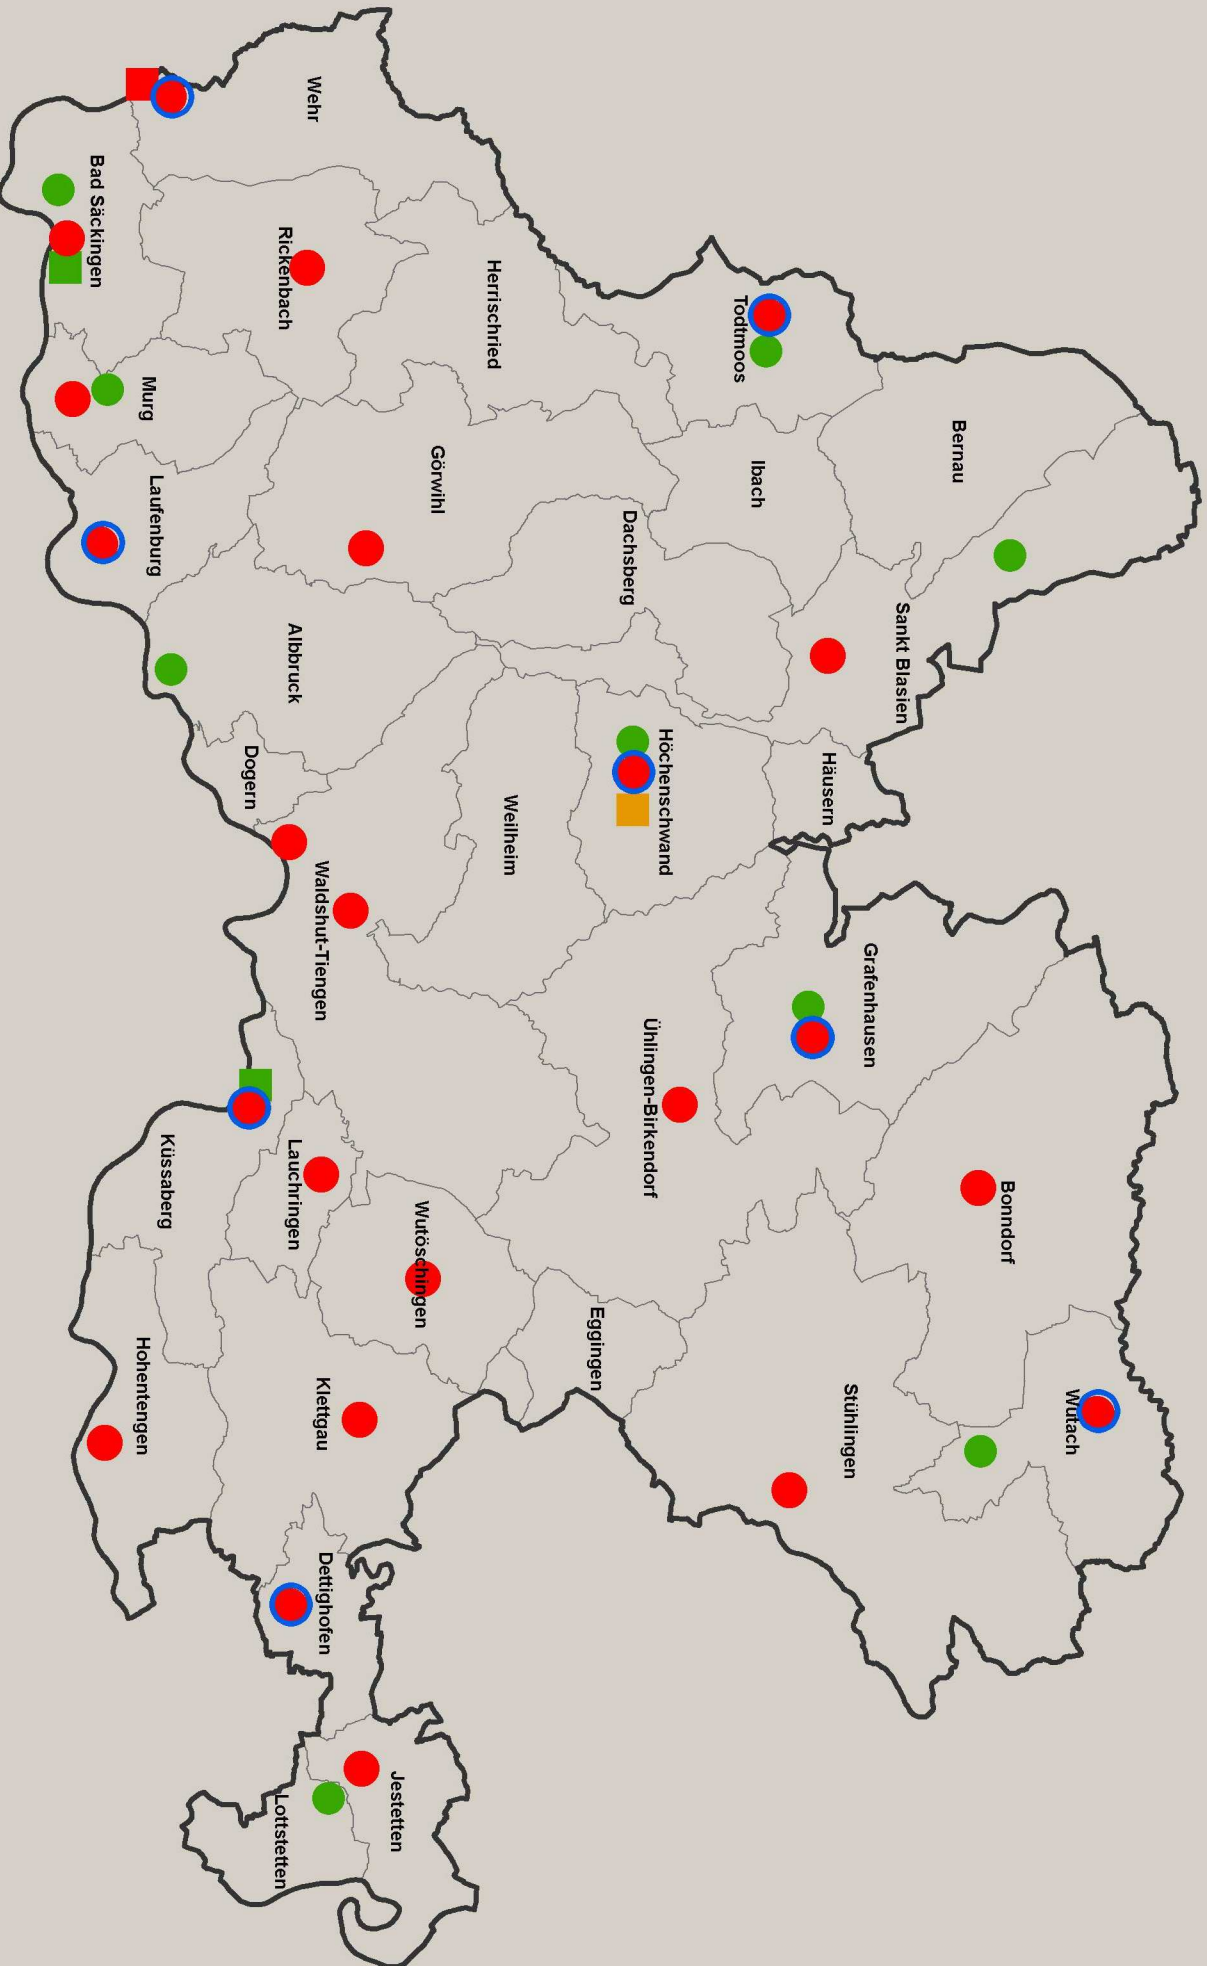 Bernau
Sankt Blasien
Grafenhausen
Bonndorf
Wutach
Todtmoos
Ibach
Häusern
Stühlingen
Herrischried
Dachsberg
Höchenschwand
Ühlingen-Birkendorf
Eggingen
Görwihl
Weilheim
Wutöschingen
Wehr
Rickenbach
Albbruck
Dogern
Waldshut-Tiengen
Lauchringen
Klettgau
Dettighofen
Jestetten
Lottstetten
Bad Säckingen
Murg
Laufenburg
Küssaberg
Hohentengen